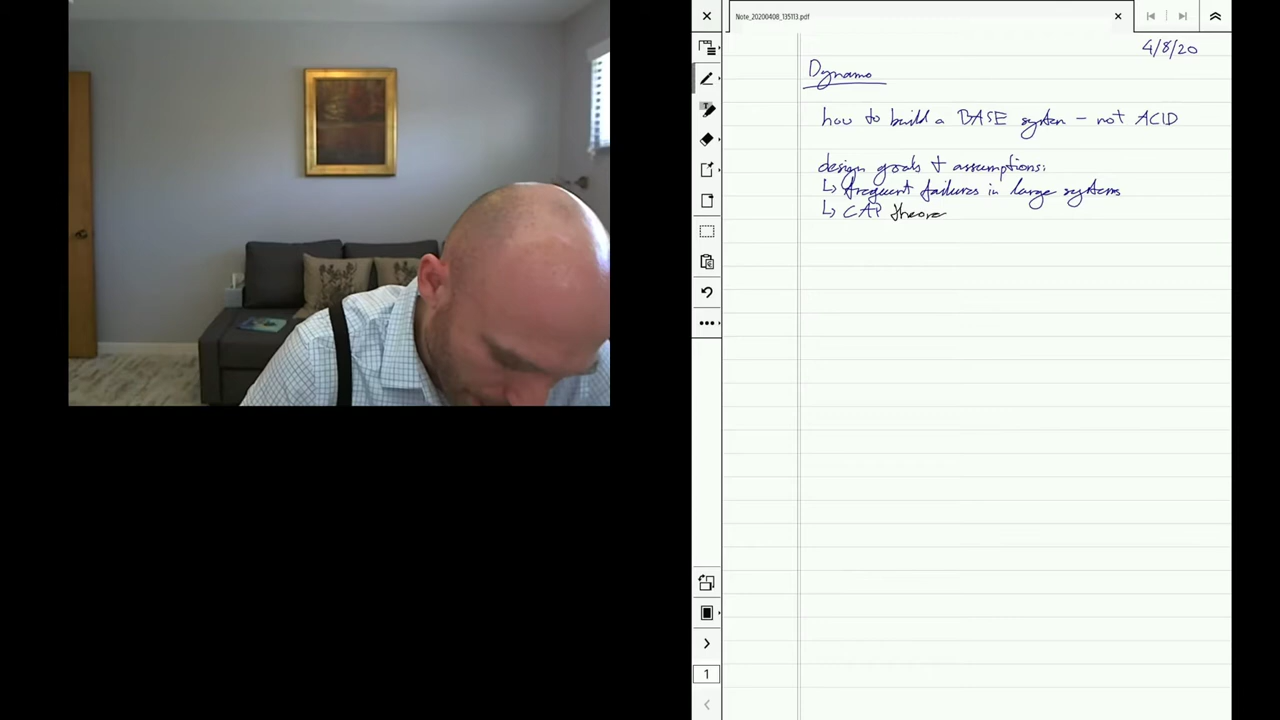 Note_20200408_135113.pdf
4/8/20
Dynamo
how to build a BASE system - not ACID
design goals + assumptions:
↳ frequent failures in large systems
↳ CAP theore
1